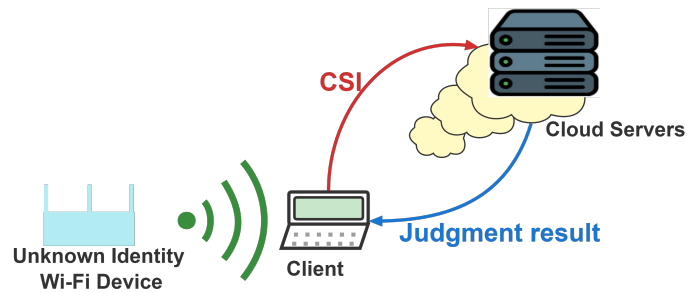 CSI
Cloud Servers
Judgment result
Unknown Identity
Wi-Fi Device
Client